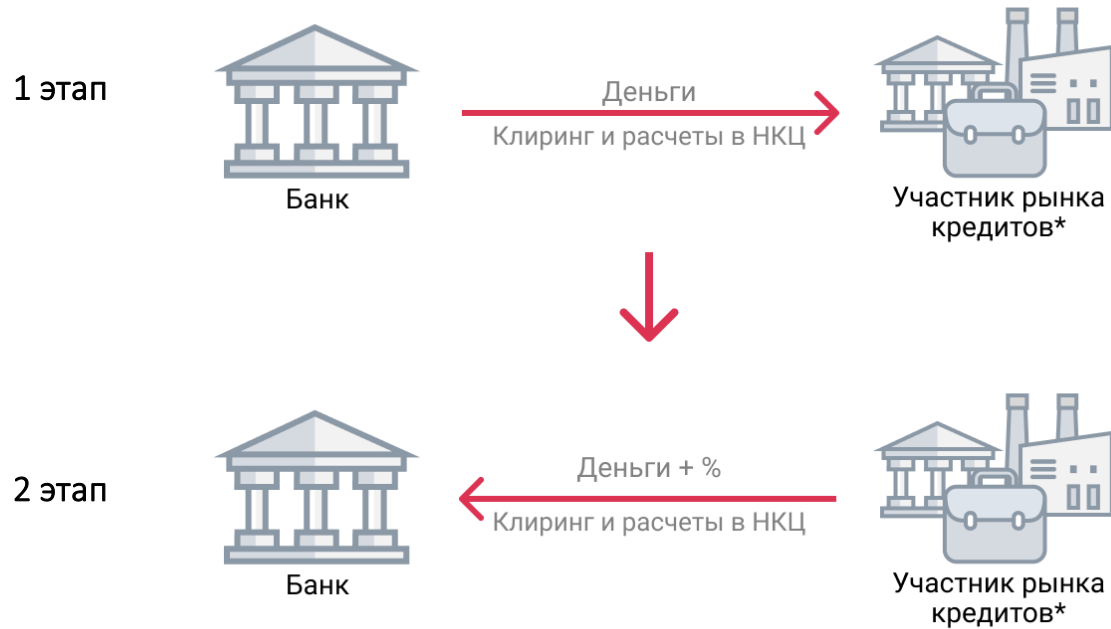 1 этап
Деньги
Клиринг и расчеты в НКЦ
Банк
Участник рынка
кредитов*
2 этап
Деньги + %
Клиринг и расчеты в НКЦ
Банк
Участник рынка
кредитов*